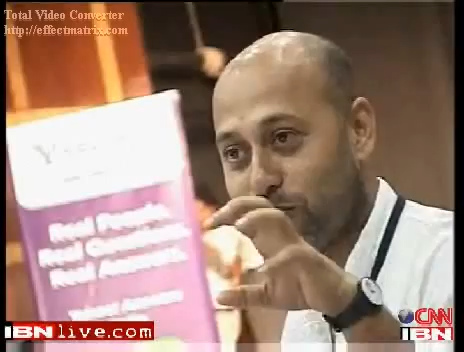 Total Video Converter
http://effectmatrix.com
Real People.
Real Questions.
Real Answers.
CNN
IBN
IBNlive.com